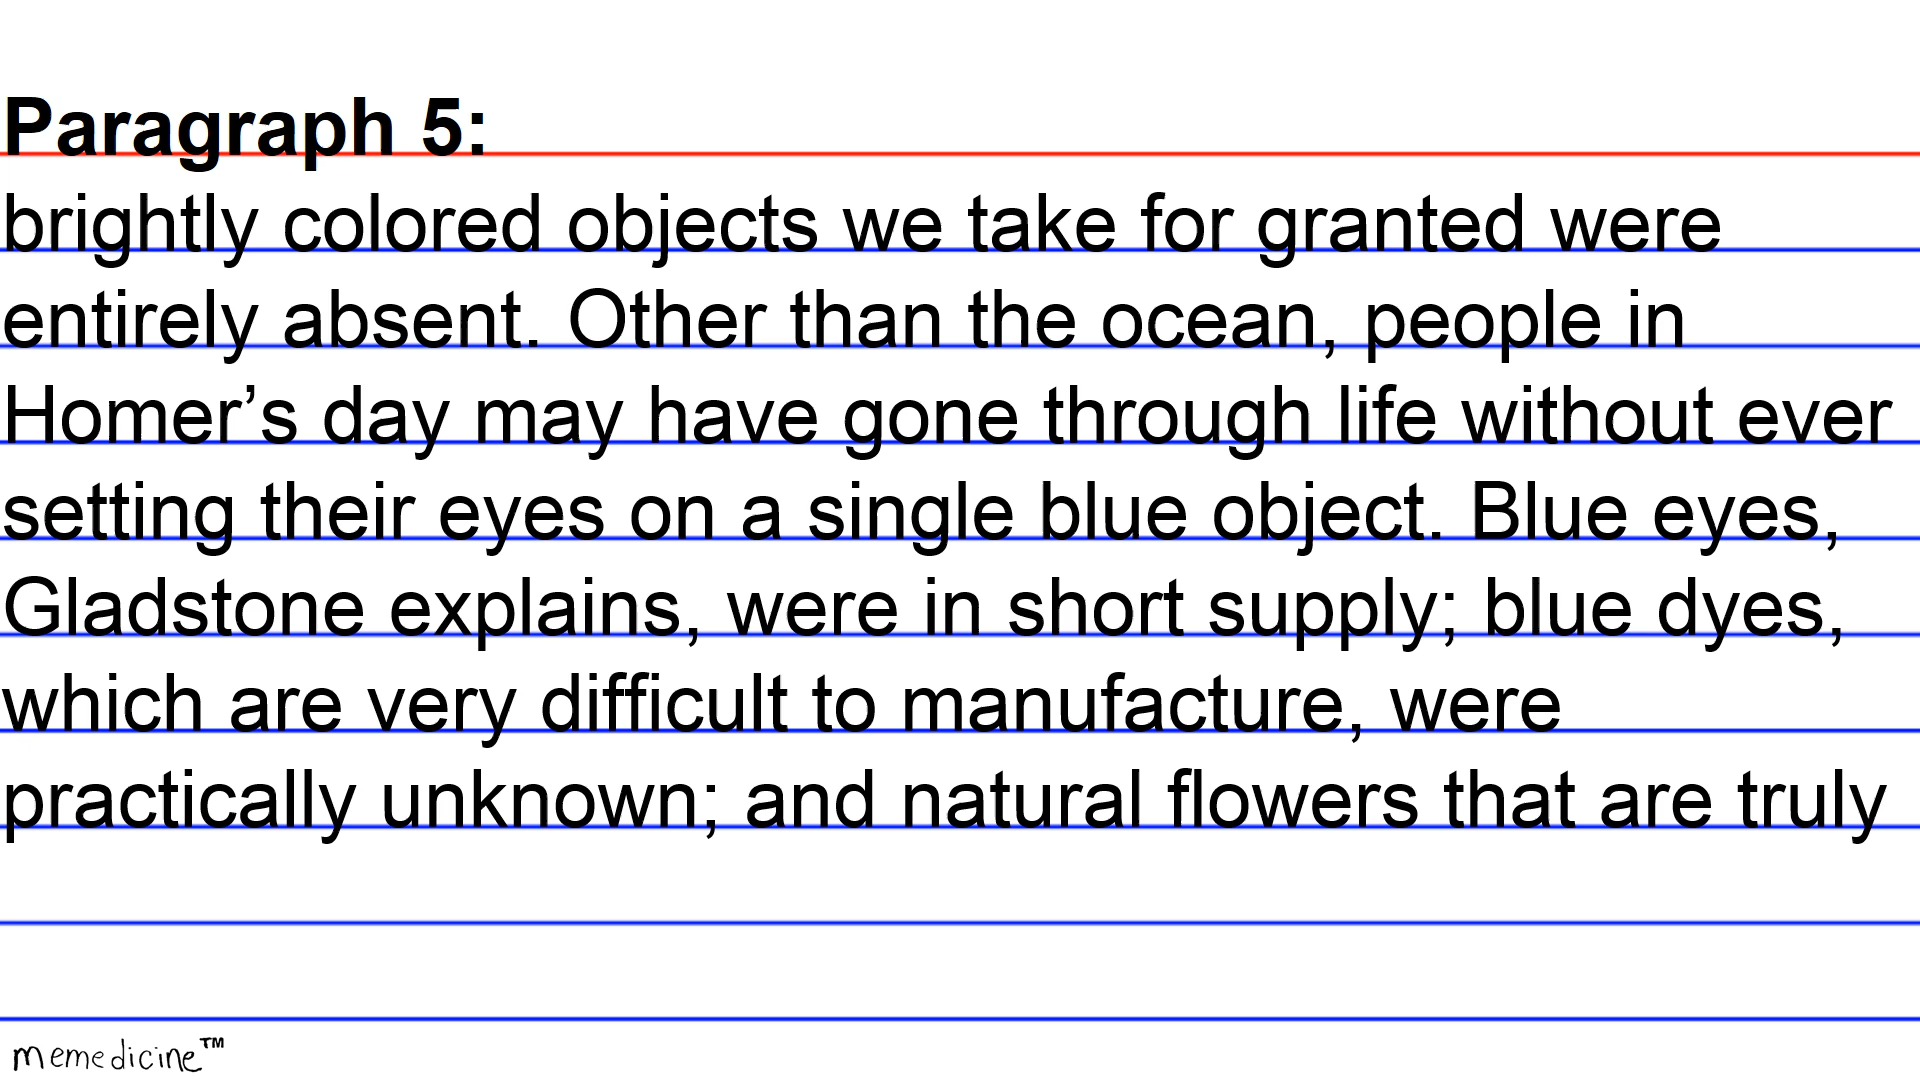 Paragraph 5:
brightly colored objects we take for granted were
entirely absent. Other than the ocean, people in
Homer’s day may have gone through life without ever
setting their eyes on a single blue object. Blue eyes,
Gladstone explains, were in short supply; blue dyes,
which are very difficult to manufacture, were
practically unknown; and natural flowers that are truly
memedicine™